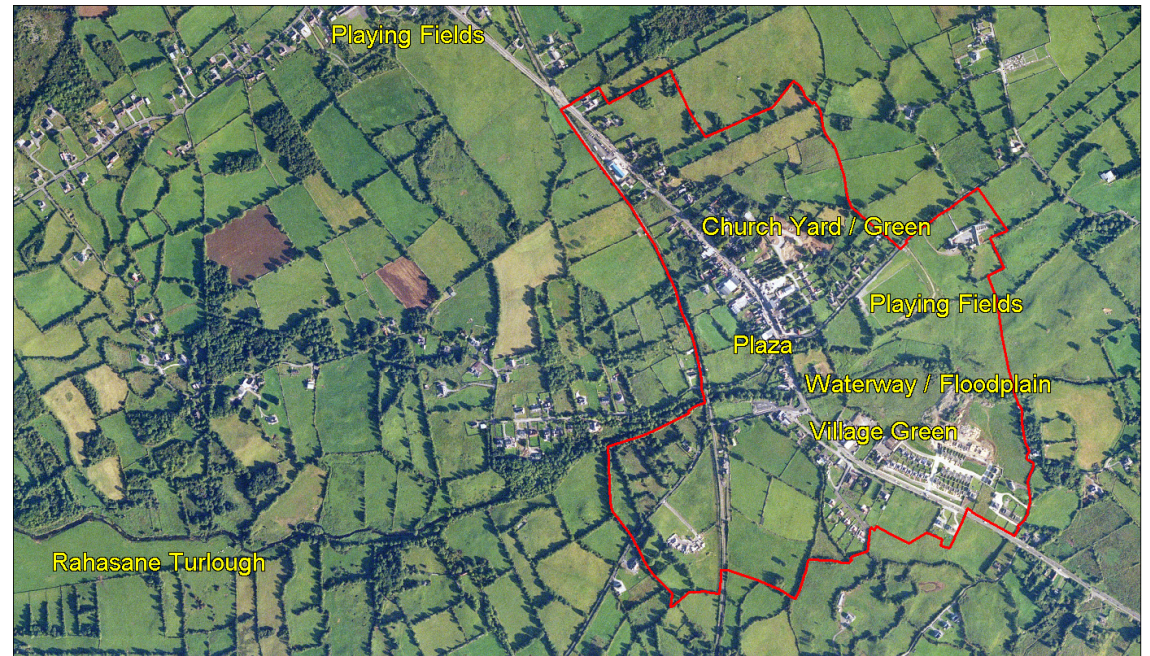 Playing Fields
Church Yard / Green
Playing Fields
Plaza
Waterway / Floodplain
Village Green
Rahasane Turlough